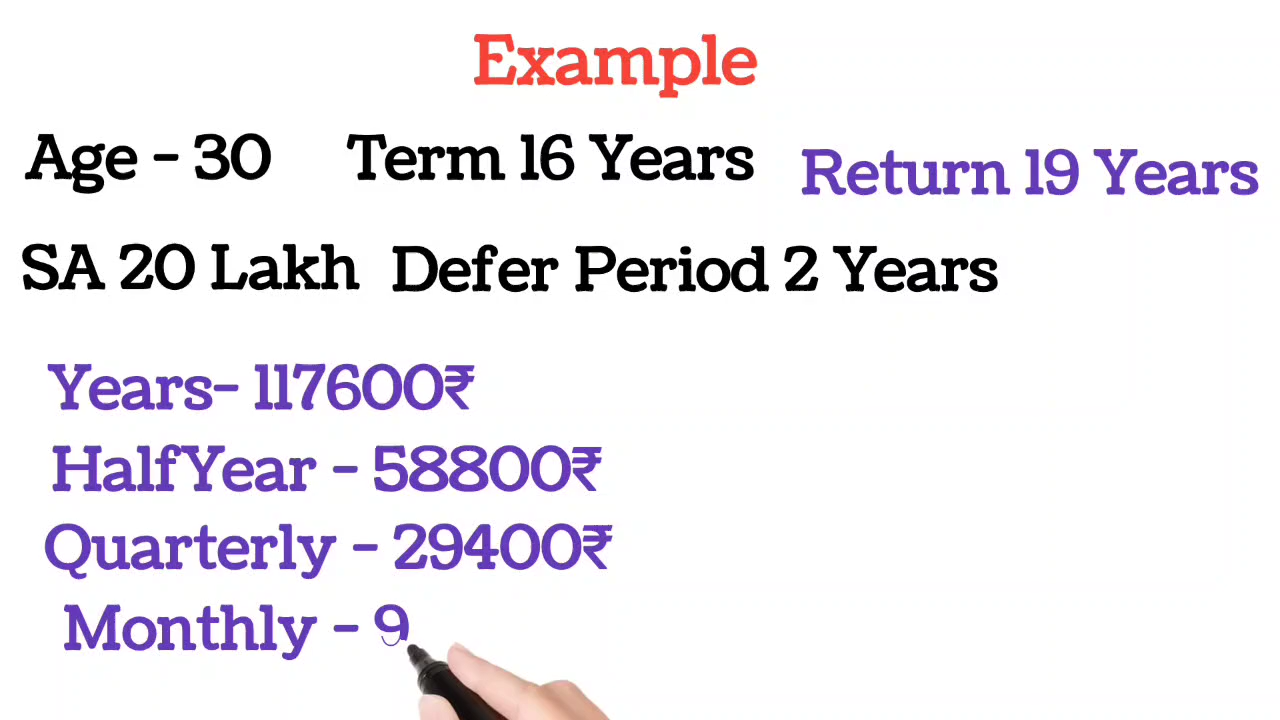 Example
Age - 30 Term 16 Years Return 19 Years
SA 20 Lakh Defer Period 2 Years
Years- 117600₹
HalfYear - 58800₹
Quarterly - 29400₹
Monthly - 9